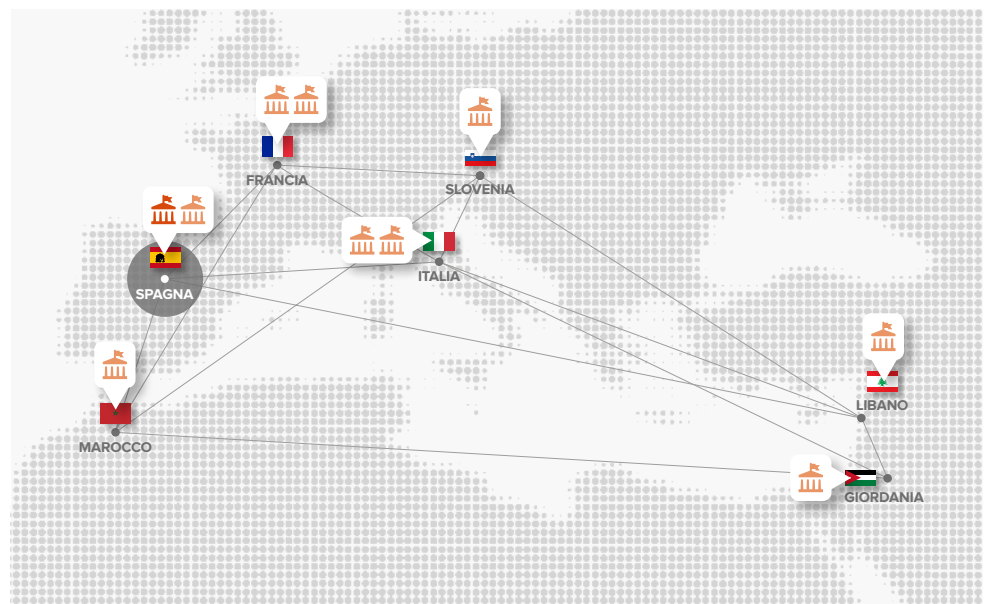 FRANCIA
SLOVENIA
ITALIA
SPAGNA
LIBANO
MAROCCO
GIORDANIA